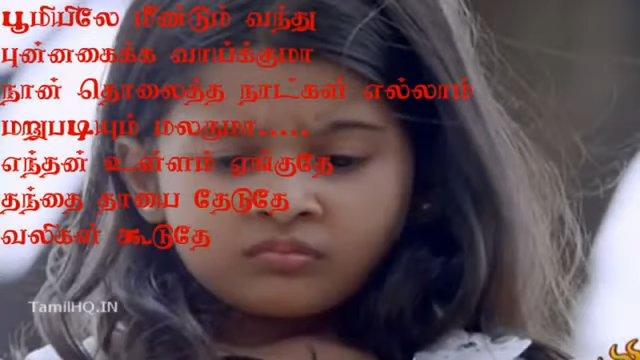 பூமியிலே மீண்டும் வந்து
புன்னகைக்க வாய்க்குமா
நான் தொலைத்த நாட்கள் எல்லாம்
மறுபடியும் மலருமா.....
எந்தன் உள்ளம் ஏங்குதே
தந்தை தாயை தேடுதே
வலிகள் கூடுதே
TamilHQ.IN